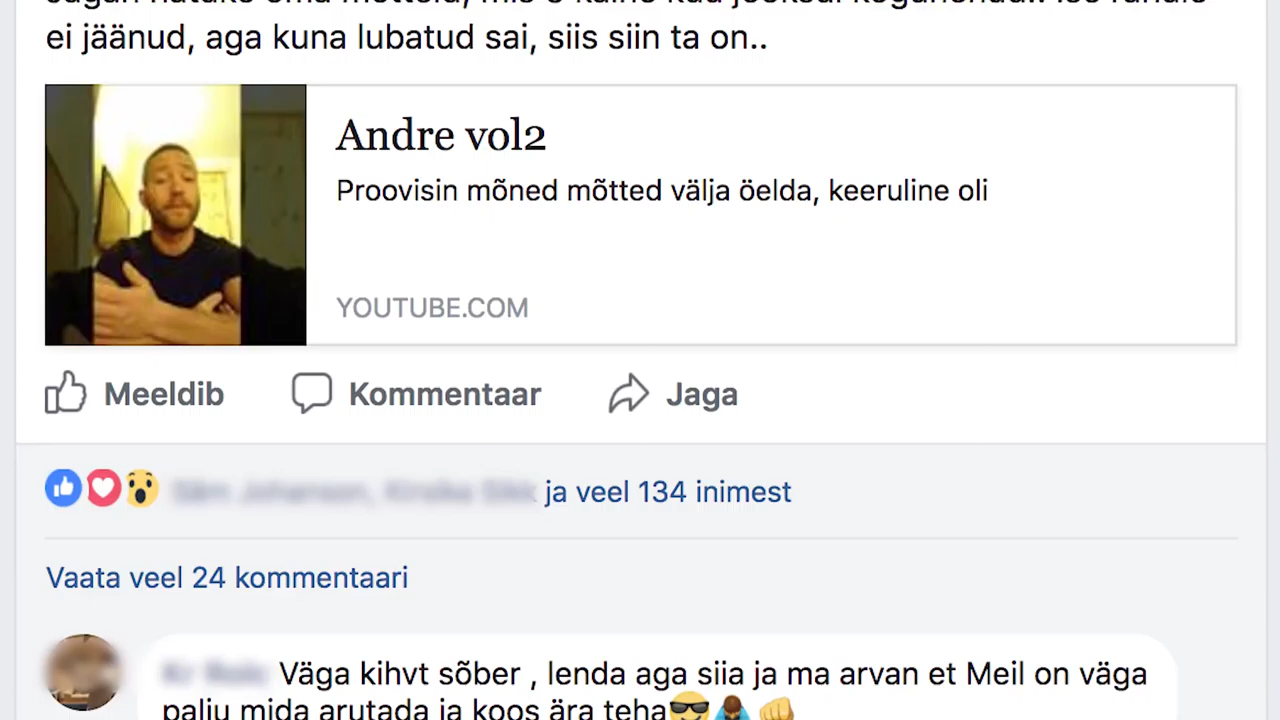 ei jäänud, aga kuna lubatud sai, siis siin ta on..
Andre vol2
Proovisin mõned mõtted välja öelda, keeruline oli
YOUTUBE.COM
Meeldib Kommentaar Jaga
ja veel 134 inimest
Vaata veel 24 kommentaari
Väga kihvt sõber , lenda aga siia ja ma arvan et Meil on väga
palju mida arutada ja koos ära teha😎🙇👊